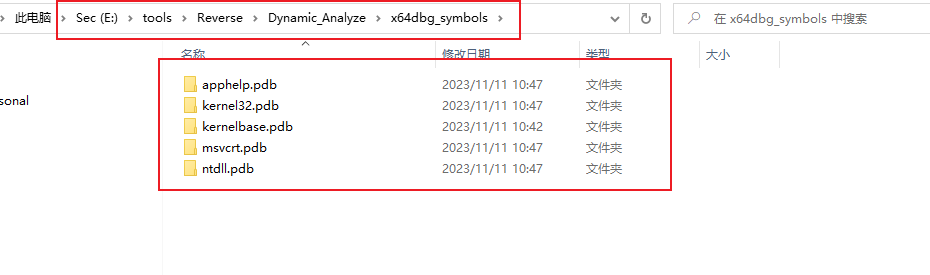 此电脑 > Sec (E:) > tools > Reverse > Dynamic_Analyze > x64dbg_symbols >
在 x64dbg_symbols 中搜索
名称 修改日期 类型 大小
apphelp.pdb 2023/11/11 10:47 文件夹
sonal kernel32.pdb 2023/11/11 10:47 文件夹
kernelbase.pdb 2023/11/11 10:42 文件夹
msvcrt.pdb 2023/11/11 10:47 文件夹
ntdll.pdb 2023/11/11 10:47 文件夹